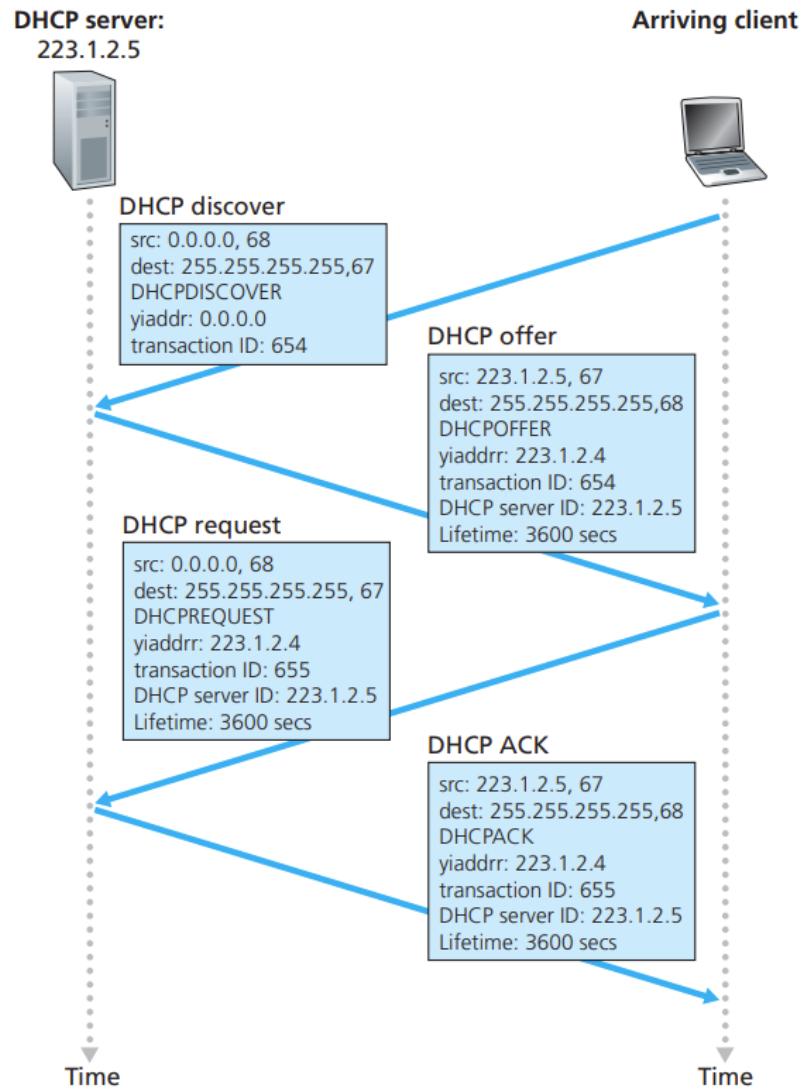 DHCP server:
223.1.2.5
Arriving client
DHCP discover
src: 0.0.0.0, 68
dest: 255.255.255.255,67
DHCPDISCOVER
yiaddr: 0.0.0.0
transaction ID: 654
DHCP offer
src: 223.1.2.5, 67
dest: 255.255.255.255,68
DHCPOFFER
yiaddrr: 223.1.2.4
transaction ID: 654
DHCP server ID: 223.1.2.5
Lifetime: 3600 secs
DHCP request
src: 0.0.0.0, 68
dest: 255.255.255.255, 67
DHCPREQUEST
yiaddrr: 223.1.2.4
transaction ID: 655
DHCP server ID: 223.1.2.5
Lifetime: 3600 secs
DHCP ACK
src: 223.1.2.5, 67
dest: 255.255.255.255,68
DHCPACK
yiaddrr: 223.1.2.4
transaction ID: 655
DHCP server ID: 223.1.2.5
Lifetime: 3600 secs
Time
Time